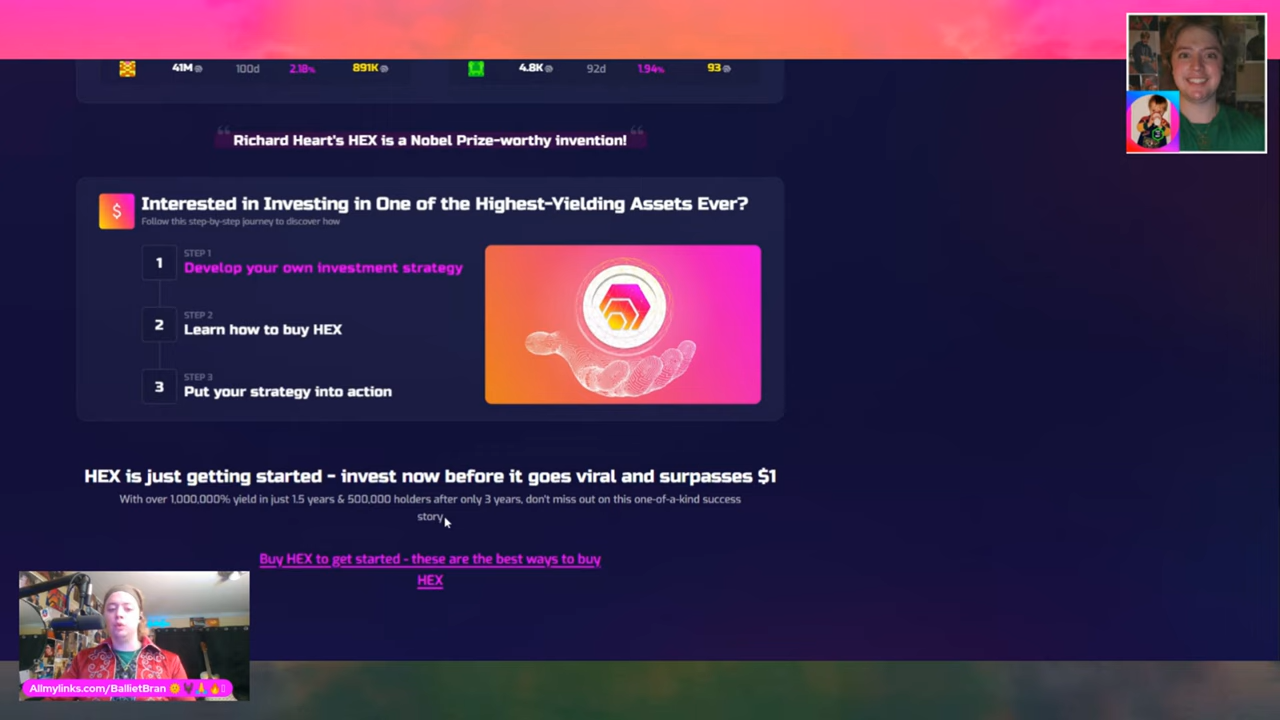 41M 100d 2.18% 891K 4.8K 92d 1.94% 93
“ Richard Heart's HEX is a Nobel Prize-worthy invention! “
$ Interested in Investing in One of the Highest-Yielding Assets Ever?
Follow this step-by-step journey to discover how
STEP 1
1 Develop your own investment strategy
STEP 2
2 Learn how to buy HEX
STEP 3
3 Put your strategy into action
HEX is just getting started - invest now before it goes viral and surpasses $1
With over 1,000,000% yield in just 1.5 years & 500,000 holders after only 3 years, don't miss out on this one-of-a-kind success
story
Buy HEX to get started - these are the best ways to buy
HEX
Allmylinks.com/BallietBran